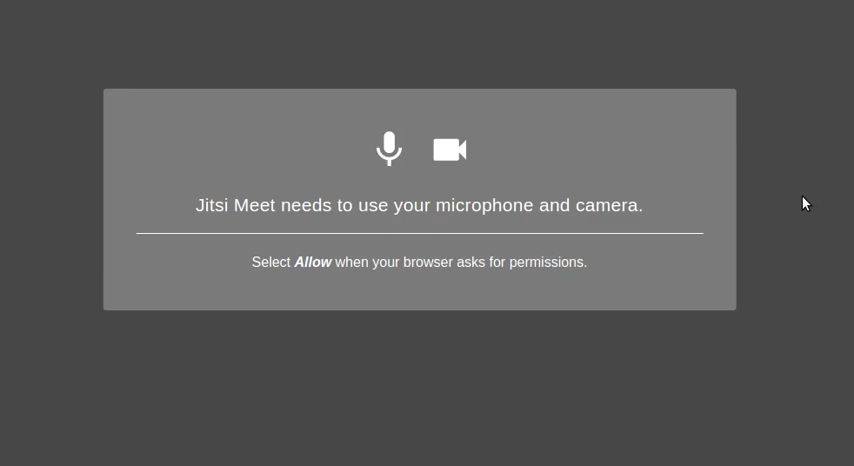 Jitsi Meet needs to use your microphone and camera.
Select Allow when your browser asks for permissions.